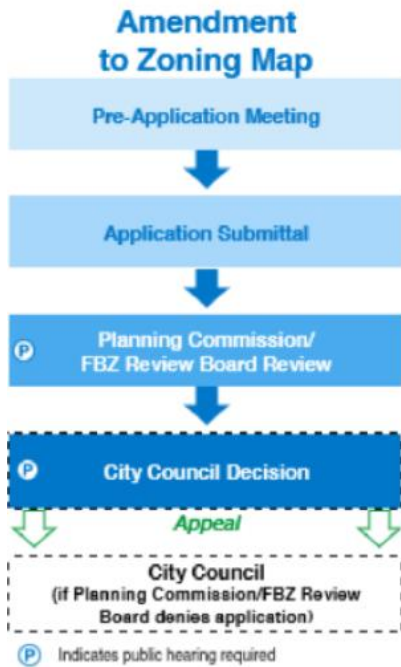 Amendment
to Zoning Map
Pre-Application Meeting
Application Submittal
P
Planning Commission/
FBZ Review Board Review
P
City Council Decision
Appeal
City Council
(if Planning Commission/FBZ Review
Board denies application)
P Indicates public hearing required